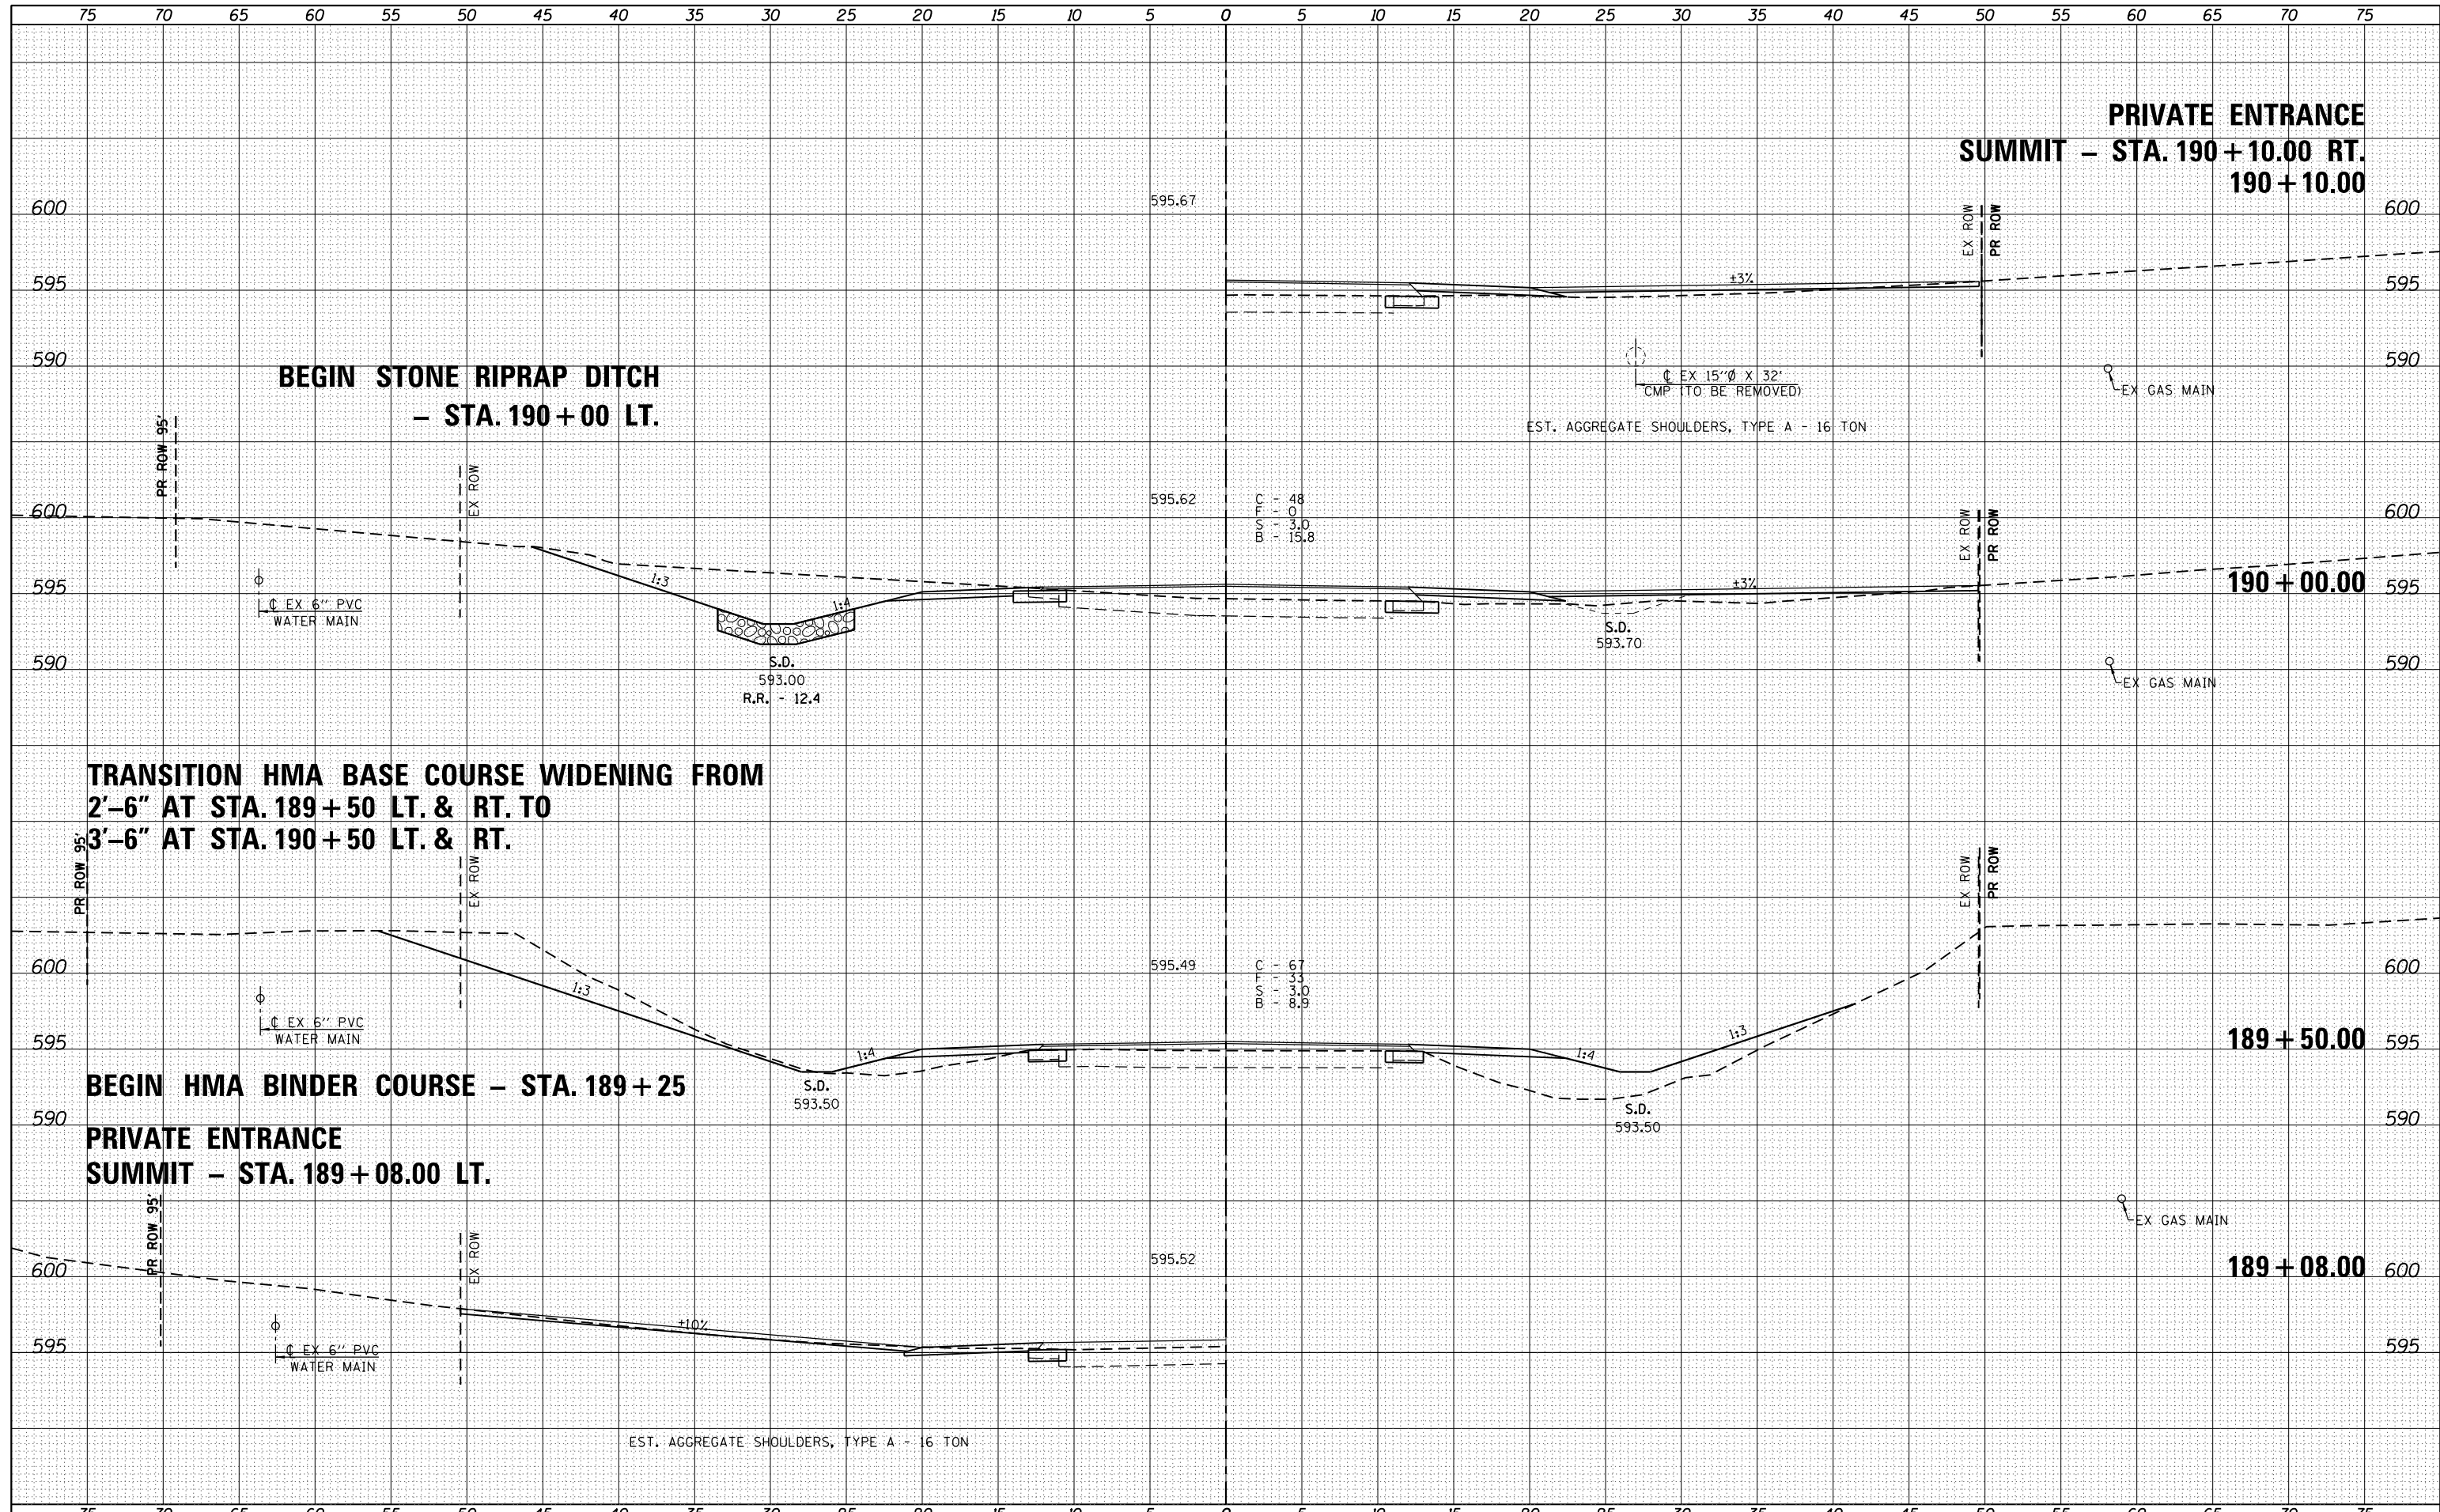 75 70 65 60 55 50 45 40 35 30 25 20 15 10 5 0 5 10 15 20 25 30 35 40 45 50 55 60 65 70 75
PRIVATE ENTRANCE
SUMMIT – STA. 190+10.00 RT.
190+10.00
595.67
600 600
EX ROW
PR ROW
595 595
±3%
590 590
₵ EX 15"Ø X 32'
CMP (TO BE REMOVED)
EX GAS MAIN
EST. AGGREGATE SHOULDERS, TYPE A - 16 TON
BEGIN STONE RIPRAP DITCH
– STA. 190+00 LT.
PR ROW 95'
EX ROW
595.62
C - 48
F - 0
S - 3.0
B - 15.8
EX ROW
PR ROW
600 600
1:3
1:4
±3%
595 595
190+00.00
₵ EX 6" PVC
WATER MAIN
S.D.
593.00
R.R. - 12.4
S.D.
593.70
590 590
EX GAS MAIN
TRANSITION HMA BASE COURSE WIDENING FROM
2'–6" AT STA. 189+50 LT. & RT. TO
3'–6" AT STA. 190+50 LT. & RT.
PR ROW 95'
EX ROW
EX ROW
PR ROW
595.49
C - 67
F - 33
S - 3.0
B - 8.9
600 600
1:3
1:4
1:4
1:3
₵ EX 6" PVC
WATER MAIN
595 595
189+50.00
S.D.
593.50
S.D.
593.50
BEGIN HMA BINDER COURSE – STA. 189+25
590 590
PRIVATE ENTRANCE
SUMMIT – STA. 189+08.00 LT.
PR ROW 95'
EX ROW
EX GAS MAIN
595.52
189+08.00
600 600
±10%
₵ EX 6" PVC
WATER MAIN
595 595
EST. AGGREGATE SHOULDERS, TYPE A - 16 TON
75 70 65 60 55 50 45 40 35 30 25 20 15 10 5 0 5 10 15 20 25 30 35 40 45 50 55 60 65 70 75